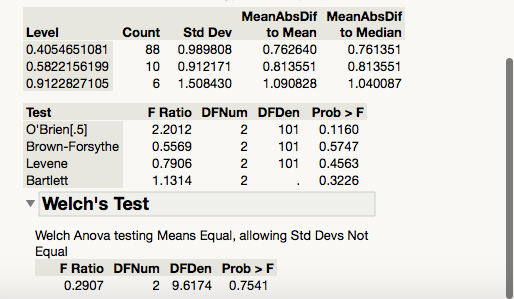 MeanAbsDif MeanAbsDif
Level Count Std Dev to Mean to Median
0.4054651081 88 0.989808 0.762640 0.761351
0.5822156199 10 0.912171 0.813551 0.813551
0.9122827105 6 1.508430 1.090828 1.040087
Test F Ratio DFNum DFDen Prob > F
O'Brien[.5] 2.2012 2 101 0.1160
Brown-Forsythe 0.5569 2 101 0.5747
Levene 0.7906 2 101 0.4563
Bartlett 1.1314 2 . 0.3226
Welch's Test
Welch Anova testing Means Equal, allowing Std Devs Not
Equal
F Ratio DFNum DFDen Prob > F
0.2907 2 9.6174 0.7541